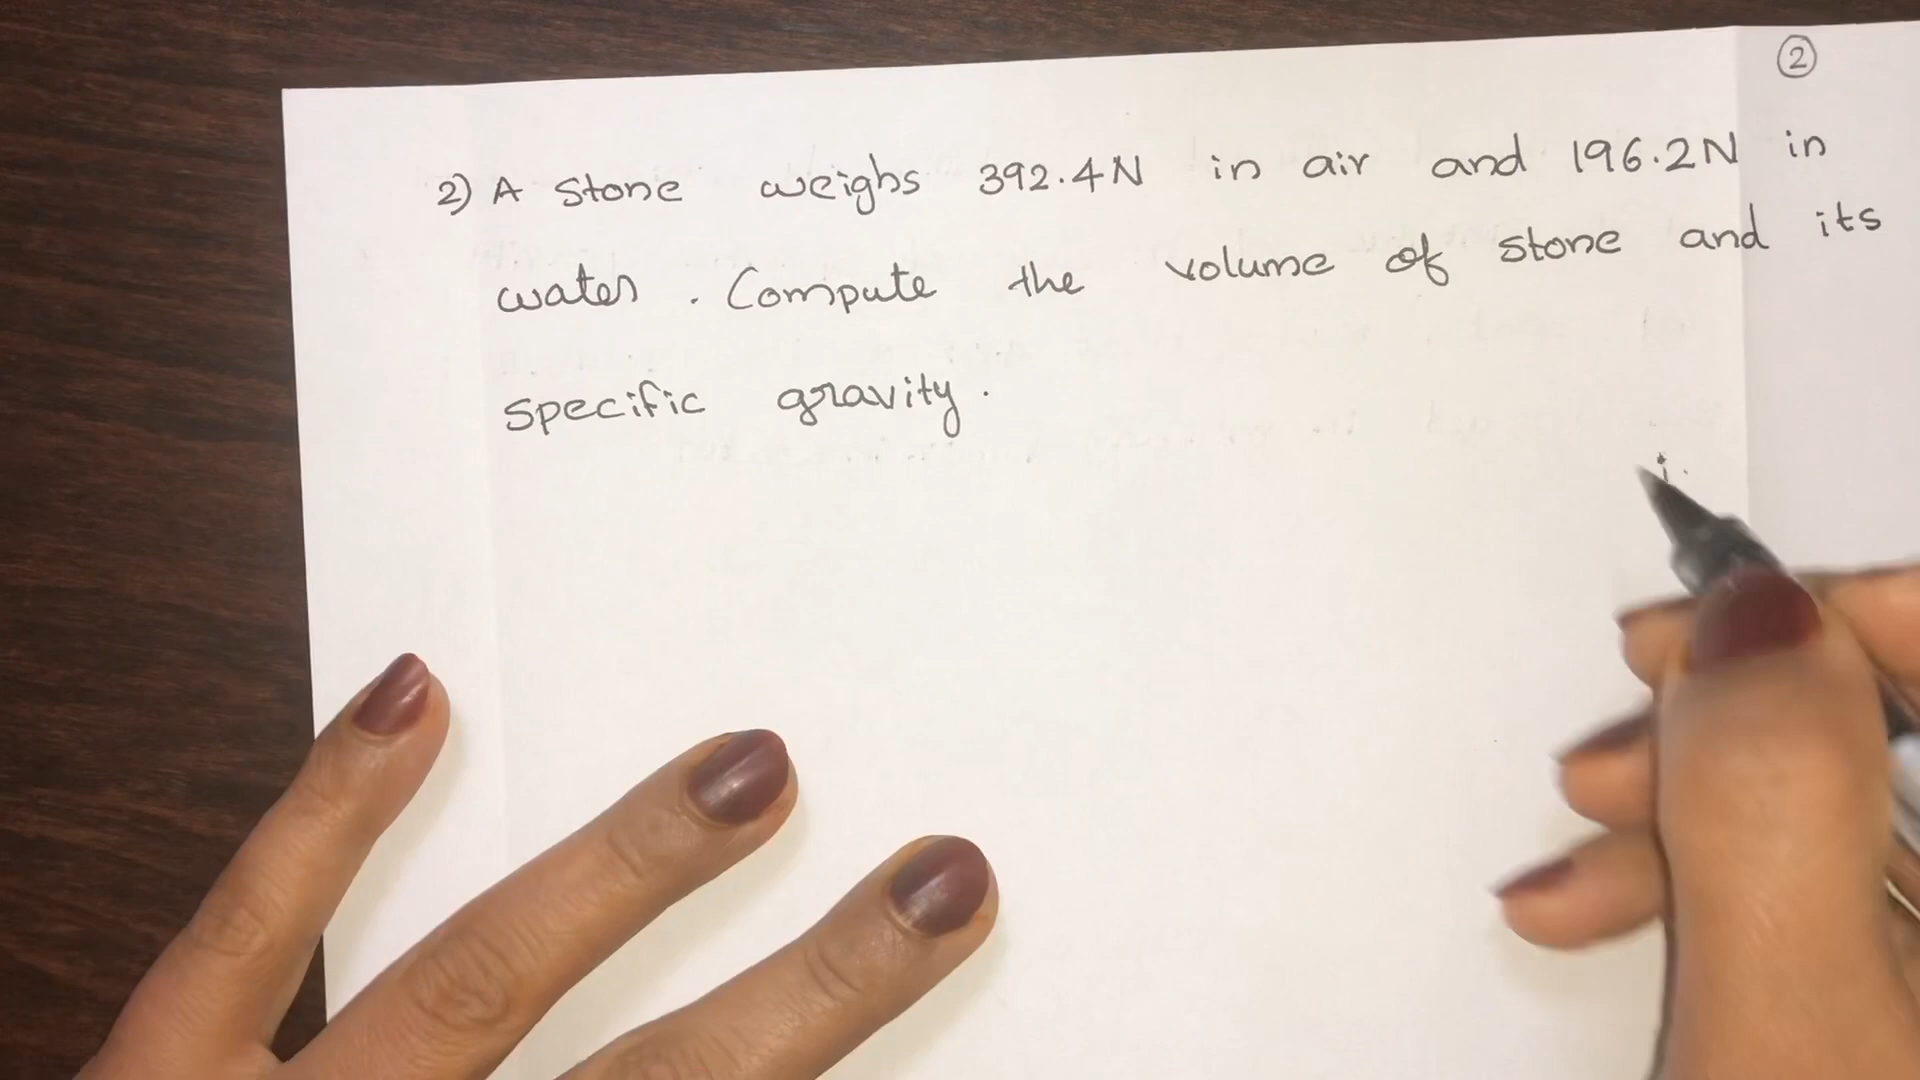 ②
2) A stone weighs 392.4N in air and 196.2N in
water. Compute the volume of stone and its
specific gravity.